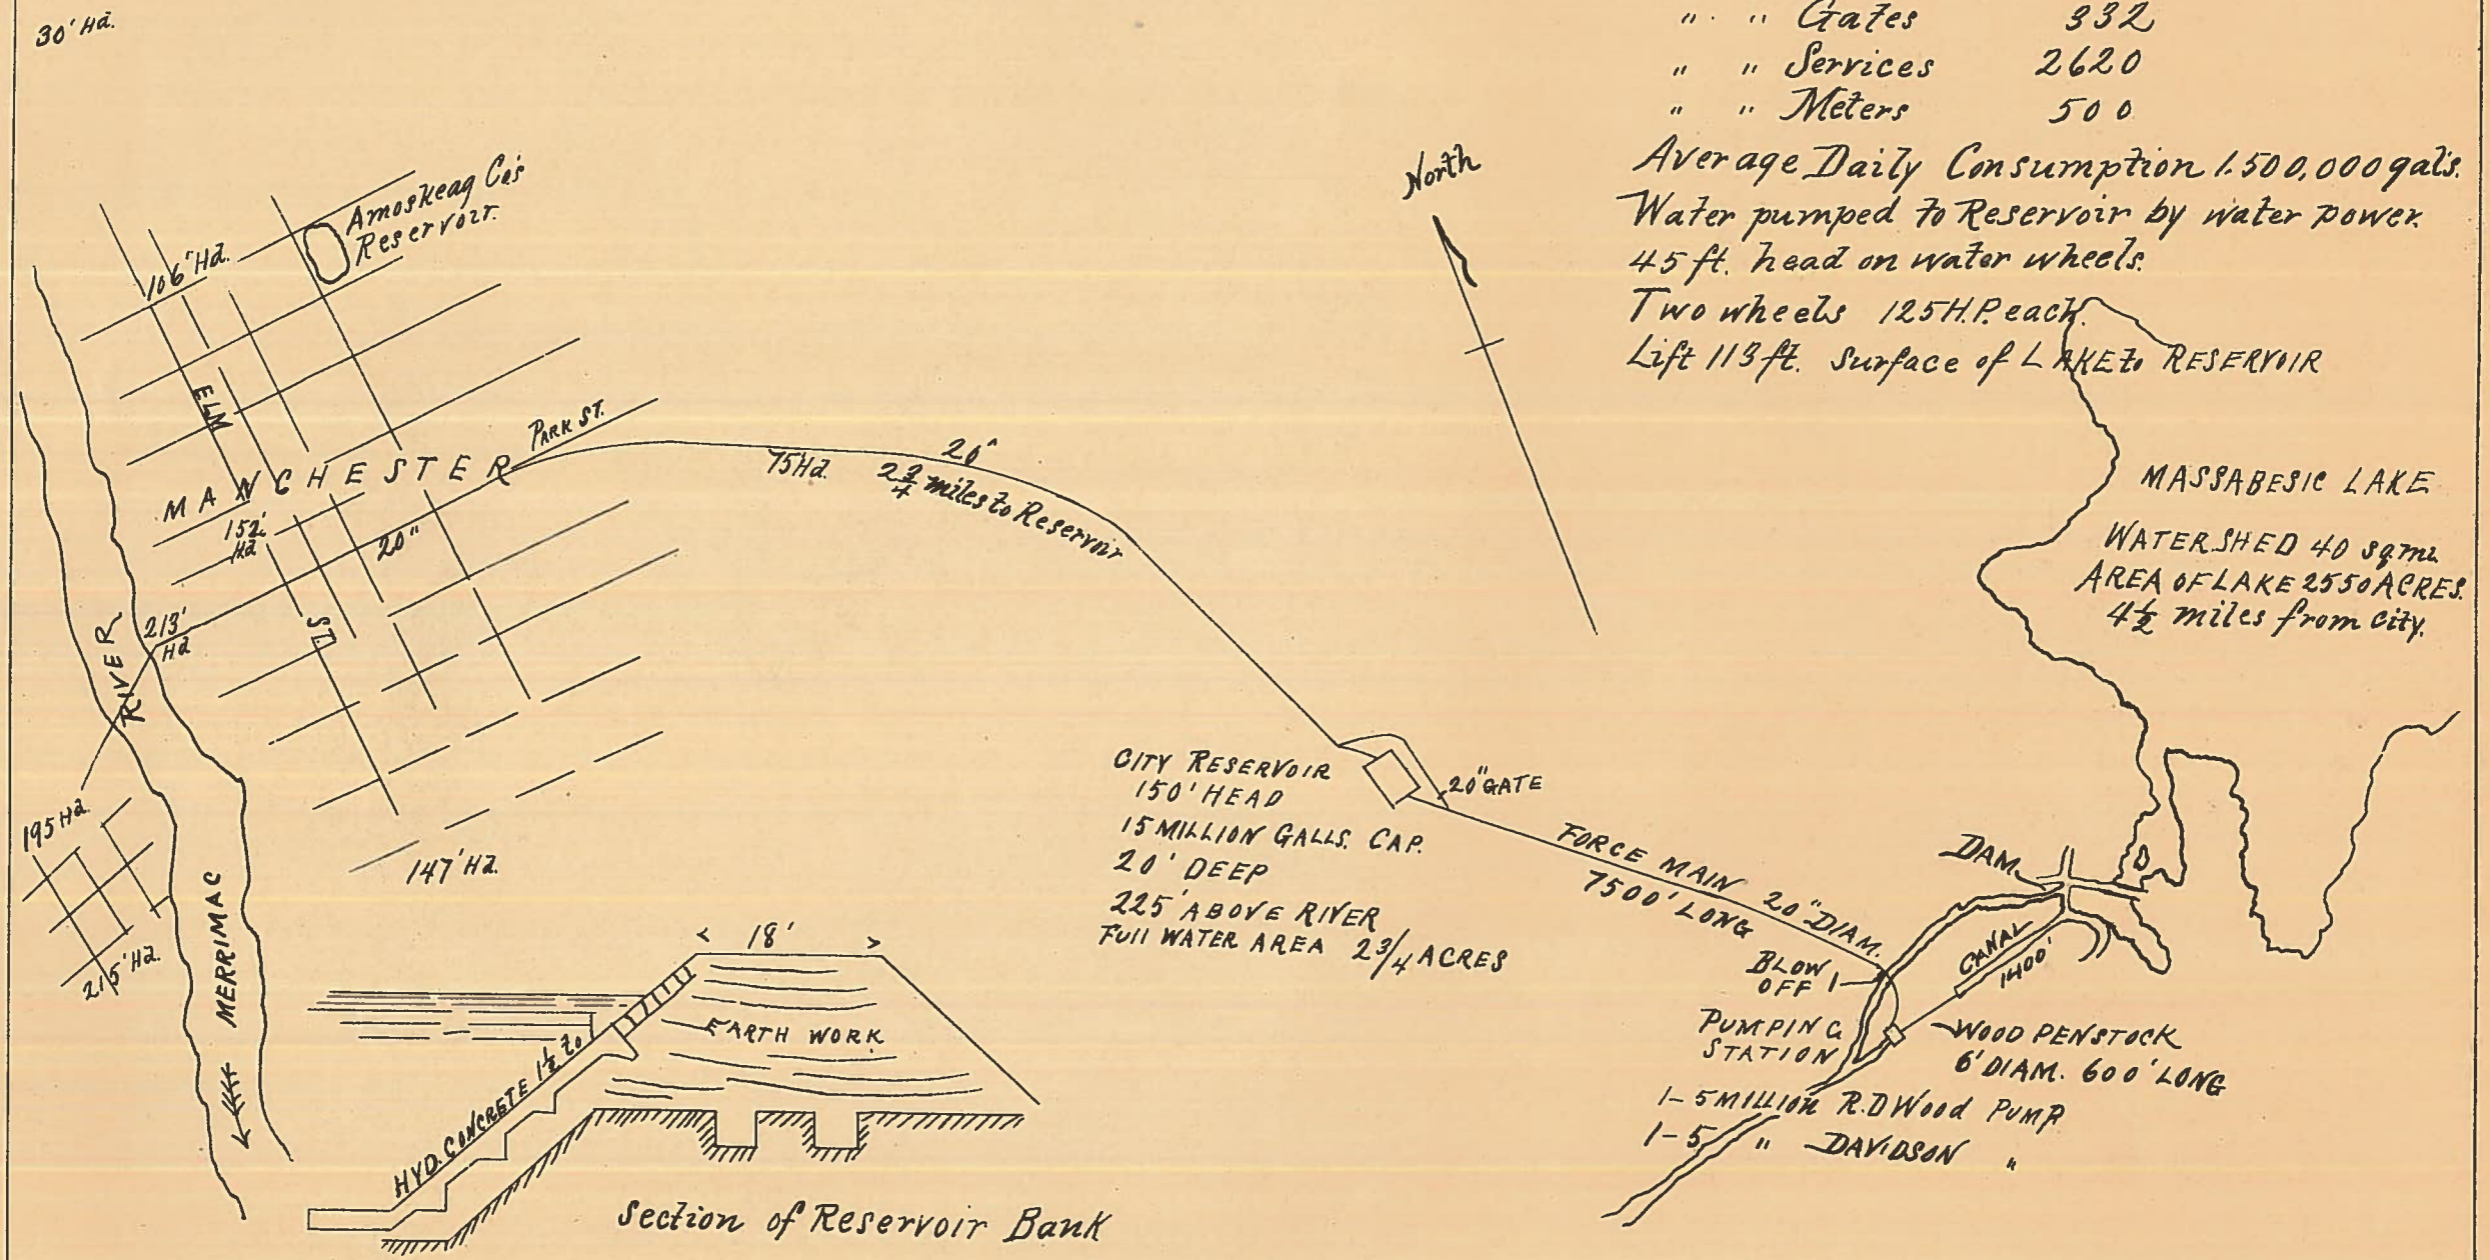 30' Hd.
" " Gates 332
" " Services 2620
" " Meters 500
Average Daily Consumption 1.500,000 gal's.
Water pumped to Reservoir by water power.
45 ft. head on water wheels.
Two wheels 125 H.P. each.
Lift 113 ft. Surface of LAKE to RESERVOIR
North
Amoskeag Co's
Reservoir.
106' Hd.
ELM
ST.
MANCHESTER
PARK ST.
152'
Hd
20"
213'
Hd
75 Hd.
20"
2 3/4 miles to Reservoir
MASSABESIC LAKE
WATER SHED 40 sq. mi.
AREA OF LAKE 2550 ACRES.
4 1/2 miles from city.
RIVER
MERRIMAC
195 Hd.
215' Hd.
147' Hd.
CITY RESERVOIR
150' HEAD
15 MILLION GALLS. CAP.
20' DEEP
225' ABOVE RIVER
Full WATER AREA 2 3/4 ACRES
20" GATE
FORCE MAIN 20" DIAM.
7500' LONG
DAM
CANAL
1400'
BLOW
OFF
PUMPING
STATION
WOOD PENSTOCK
6' DIAM. 600' LONG
1-5 MILLION R.D Wood PUMP
1-5 " DAVIDSON "
< 18' >
EARTH WORK
HYD. CONCRETE 1 1/2 to 1
Section of Reservoir Bank